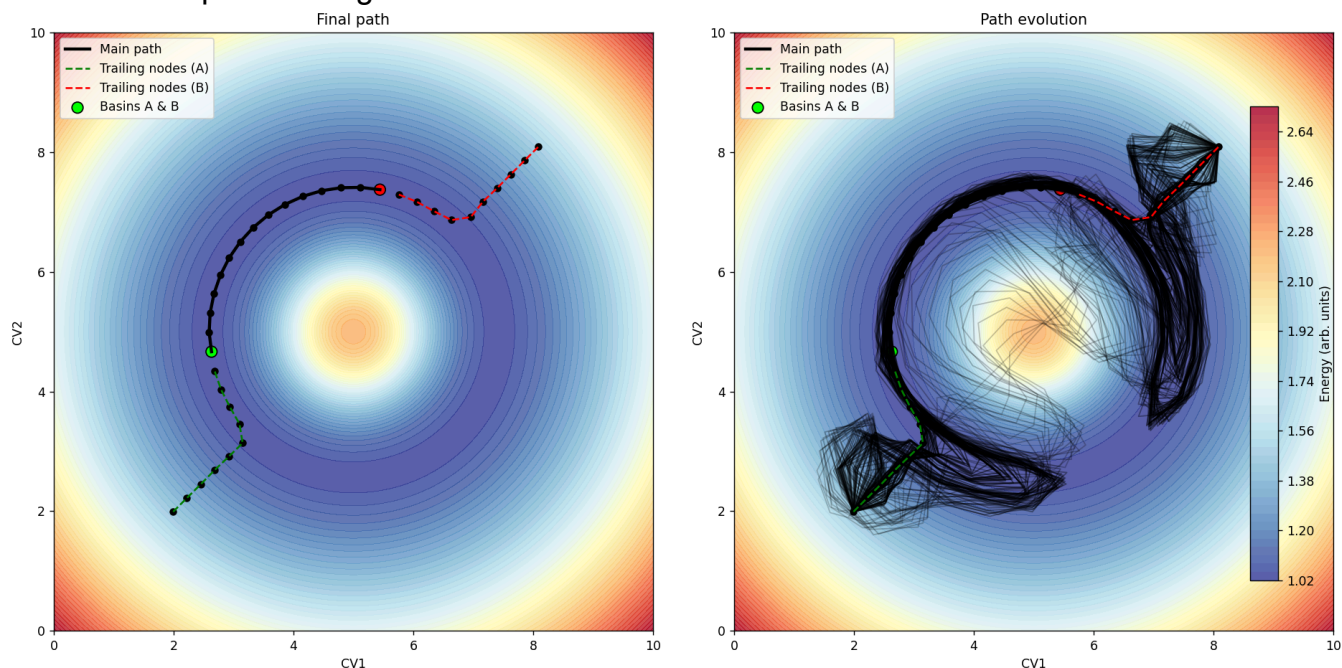 Final path
Path evolution
Main path
Trailing nodes (A)
Trailing nodes (B)
Basins A & B
10
8
6
4
2
0
CV2
0
2
4
6
8
10
CV1
Main path
Trailing nodes (A)
Trailing nodes (B)
Basins A & B
10
8
6
4
2
0
CV2
0
2
4
6
8
10
CV1
2.64
2.46
2.28
2.10
1.92
1.74
1.56
1.38
1.20
1.02
Energy (arb. units)